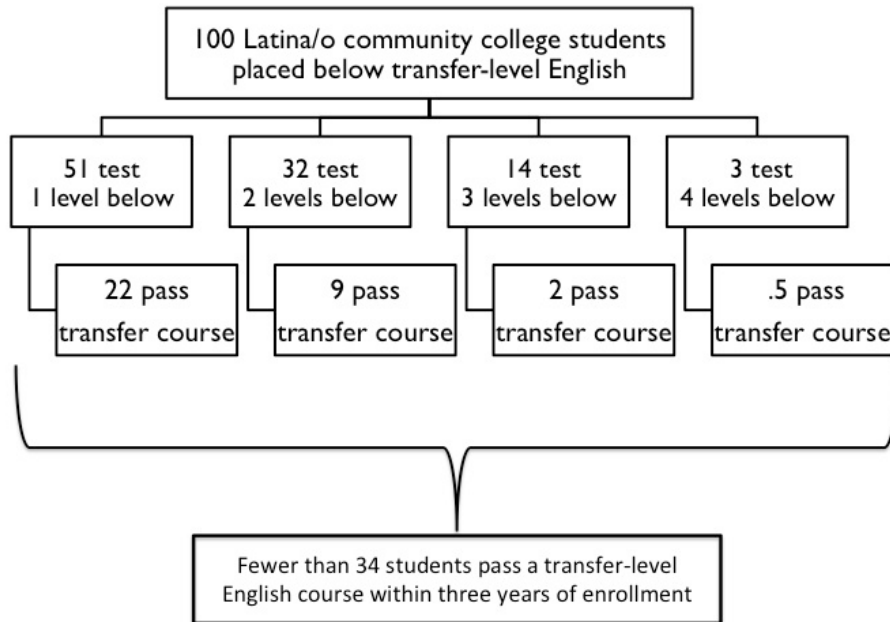 100 Latina/o community college students
placed below transfer-level English
51 test
1 level below
32 test
2 levels below
14 test
3 levels below
3 test
4 levels below
22 pass
transfer course
9 pass
transfer course
2 pass
transfer course
.5 pass
transfer course
Fewer than 34 students pass a transfer-level
English course within three years of enrollment